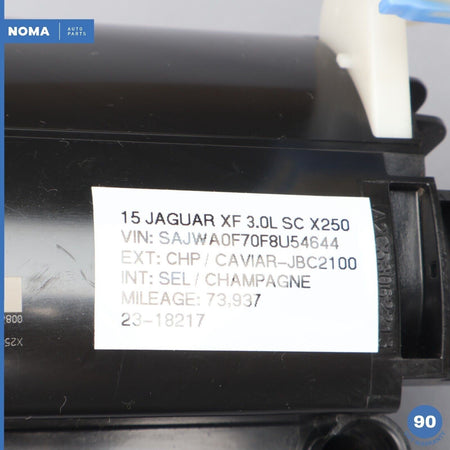 NOMA AUTO PARTS
15 JAGUAR XF 3.0L SC X250
VIN: SAJWA0F70F8U54644
EXT: CHP / CAVIAR-JBC2100
INT: SEL / CHAMPAGNE
MILEAGE: 73,937
23-18217
90